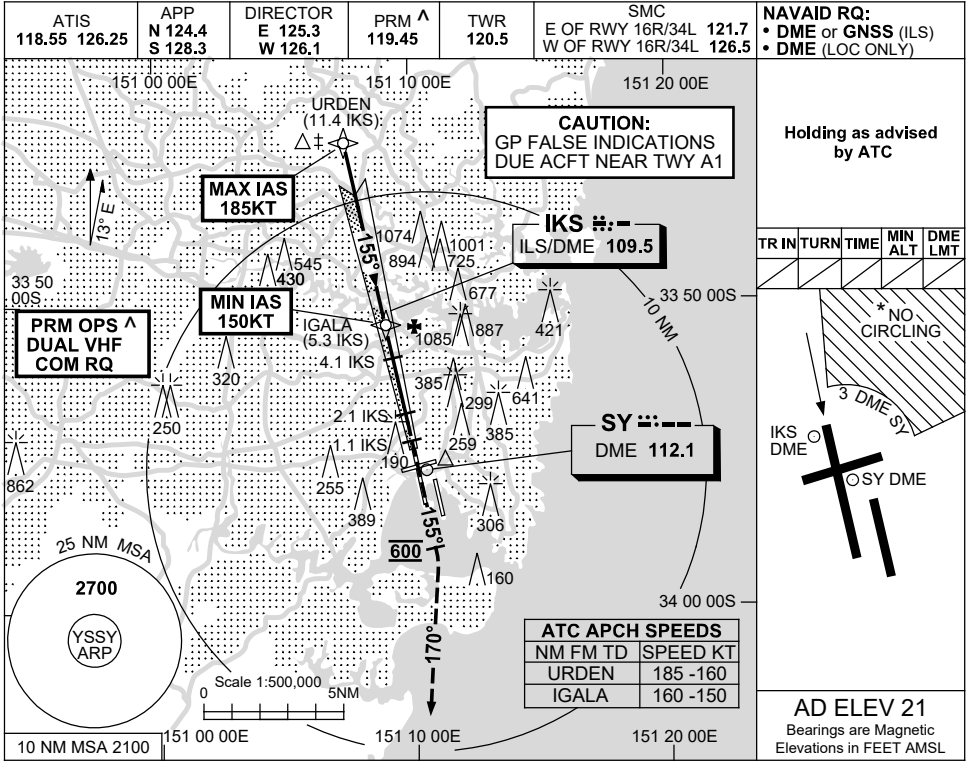 ATIS
118.55 126.25
APP
N 124.4
S 128.3
DIRECTOR
E 125.3
W 126.1
PRM ^
119.45
TWR
120.5
SMC
E OF RWY 16R/34L 121.7
W OF RWY 16R/34L 126.5
NAVAID RQ:
• DME or GNSS (ILS)
• DME (LOC ONLY)
151 00 00E
151 10 00E
151 20 00E
URDEN
(11.4 IKS)
‡
CAUTION:
GP FALSE INDICATIONS
DUE ACFT NEAR TWY A1
Holding as advised
by ATC
MAX IAS
185KT
13° E
IKS
ILS/DME 109.5
155°
1074
1001
894
725
545
430
677
TR IN
TURN
TIME
MIN
ALT
DME
LMT
33 50
00S
33 50 00S
MIN IAS
150KT
IGALA
(5.3 IKS)
1085
887
421
10 NM
PRM OPS ^
DUAL VHF
COM RQ
4.1 IKS
320
385
299
641
*
NO
CIRCLING
3 DME SY
250
2.1 IKS
259
385
1.1 IKS
190
SY
DME 112.1
IKS
DME
SY DME
862
255
389
306
155°
600
160
25 NM MSA
2700
YSSY
ARP
34 00 00S
170°
ATC APCH SPEEDS
NM FM TD SPEED KT
URDEN 185 -160
IGALA 160 -150
Scale 1:500,000
0 5NM
AD ELEV 21
Bearings are Magnetic
Elevations in FEET AMSL
10 NM MSA 2100
151 00 00E
151 10 00E
151 20 00E